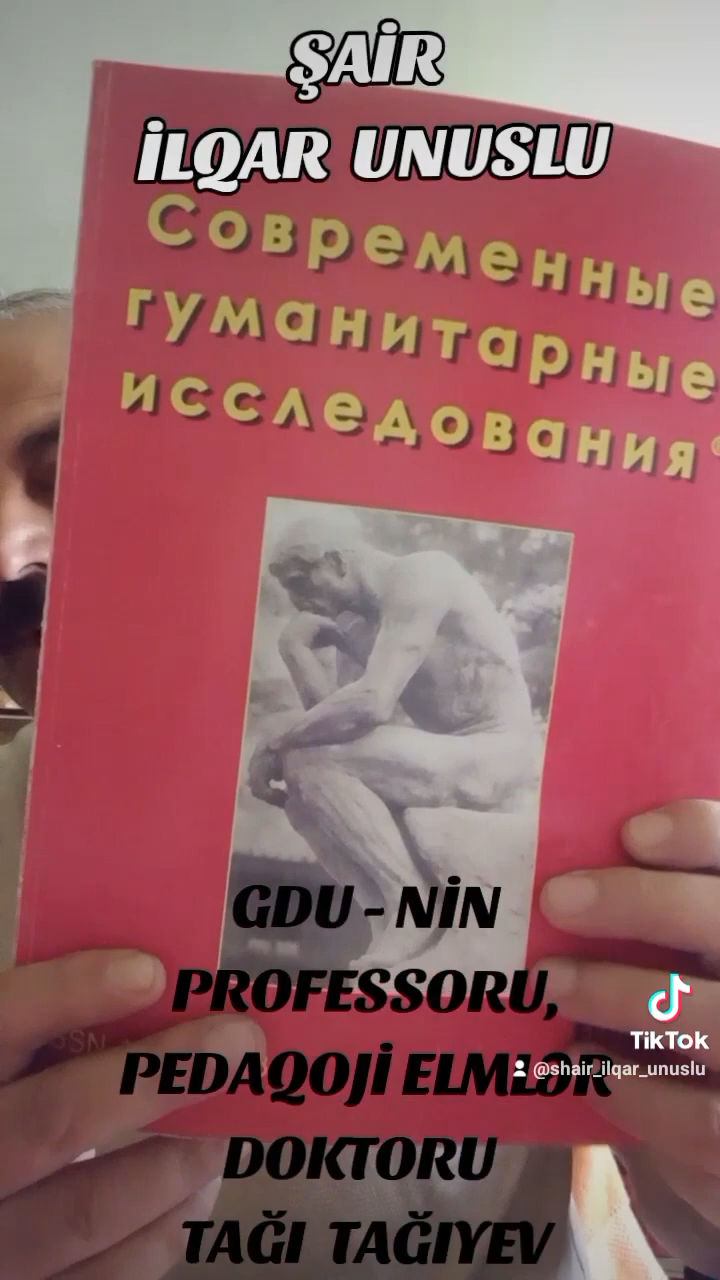 ŞAİR
İLQAR UNUSLU
Современные
гуманитарные
исследования
GDU - NİN
PROFESSORU,
PEDAQOJİ ELMLƏR
DOKTORU
TAĞI TAĞIYEV
TikTok
@shair_ilqar_unuslu